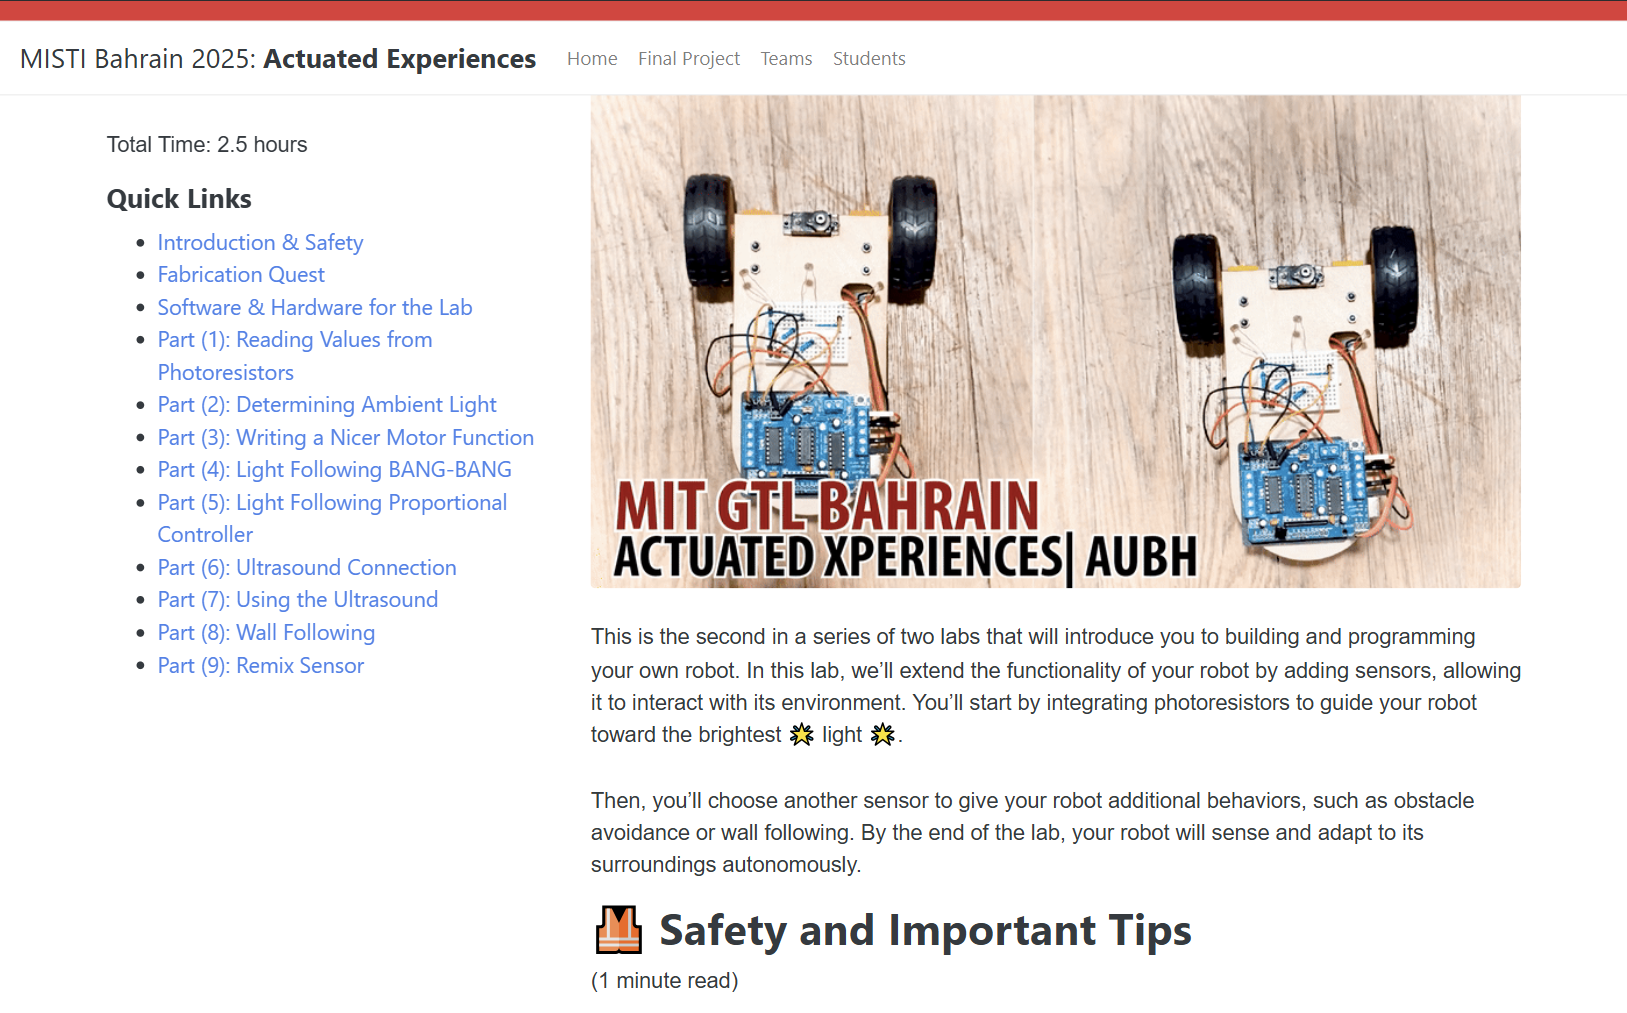 MISTI Bahrain 2025: Actuated Experiences Home Final Project Teams Students
Total Time: 2.5 hours
Quick Links
Introduction & Safety
Fabrication Quest
Software & Hardware for the Lab
Part (1): Reading Values from
Photoresistors
Part (2): Determining Ambient Light
Part (3): Writing a Nicer Motor Function
Part (4): Light Following BANG-BANG
Part (5): Light Following Proportional
Controller
Part (6): Ultrasound Connection
Part (7): Using the Ultrasound
Part (8): Wall Following
Part (9): Remix Sensor
MIT GTL BAHRAIN
ACTUATED XPERIENCES| AUBH
This is the second in a series of two labs that will introduce you to building and programming
your own robot. In this lab, we’ll extend the functionality of your robot by adding sensors, allowing
it to interact with its environment. You’ll start by integrating photoresistors to guide your robot
toward the brightest 🌟 light 🌟.
Then, you’ll choose another sensor to give your robot additional behaviors, such as obstacle
avoidance or wall following. By the end of the lab, your robot will sense and adapt to its
surroundings autonomously.
🦺 Safety and Important Tips
(1 minute read)